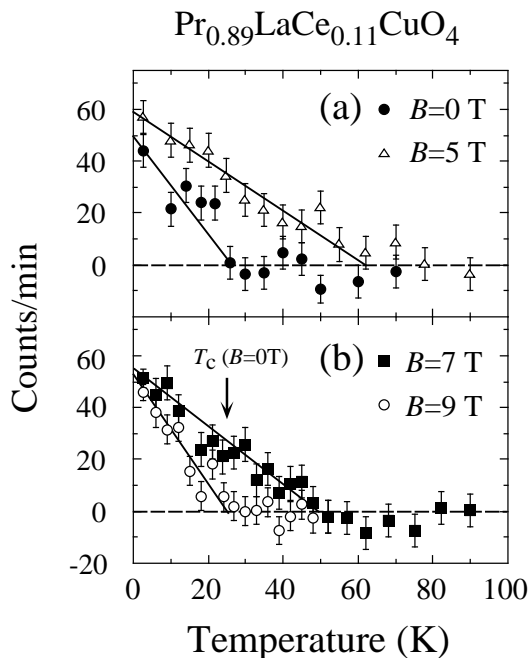 Pr0.89LaCe0.11CuO4
(a)
B=0 T
B=5 T
60
40
20
0
(b)
Tc (B=0T)
B=7 T
B=9 T
60
40
20
0
-20
Counts/min
0
20
40
60
80
100
Temperature (K)